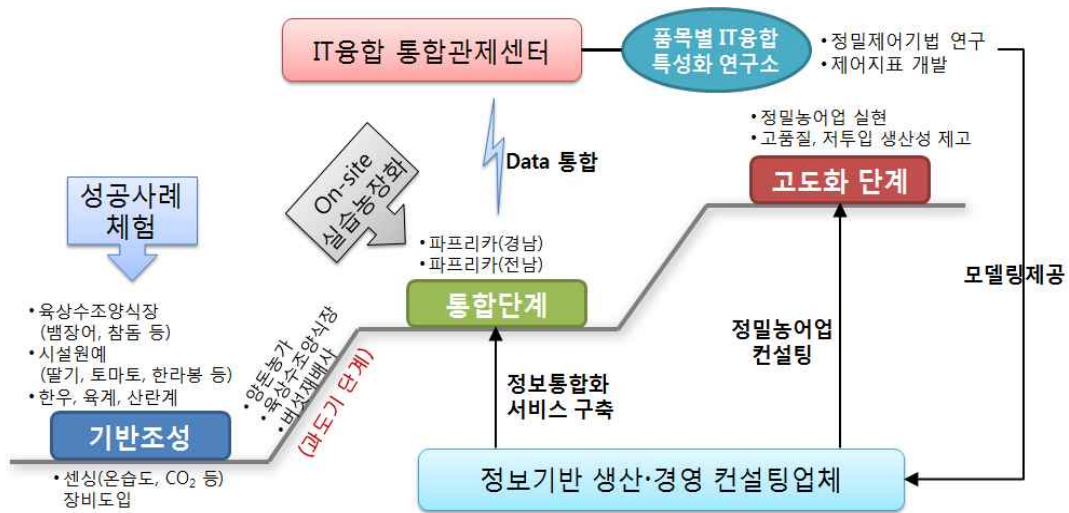 IT융합 통합관제센터
품목별 IT융합
특성화 연구소
•정밀제어기법 연구
•제어지표 개발
•정밀농어업 실현
•고품질, 저투입 생산성 제고
고도화 단계
Data 통합
On-site
실습농장화
성공사례
체험
•파프리카(경남)
•파프리카(전남)
통합단계
모델링제공
•육상수조양식장
(뱀장어, 참돔 등)
•시설원예
(딸기, 토마토, 한라봉 등)
•한우, 육계, 산란계
기반조성
•센싱(온습도, CO₂ 등)
장비도입
•양돈농가
•육상수조양식장
•버섯재배사
(과도기 단계)
정보통합화
서비스 구축
정밀농어업
컨설팅
정보기반 생산·경영 컨설팅업체